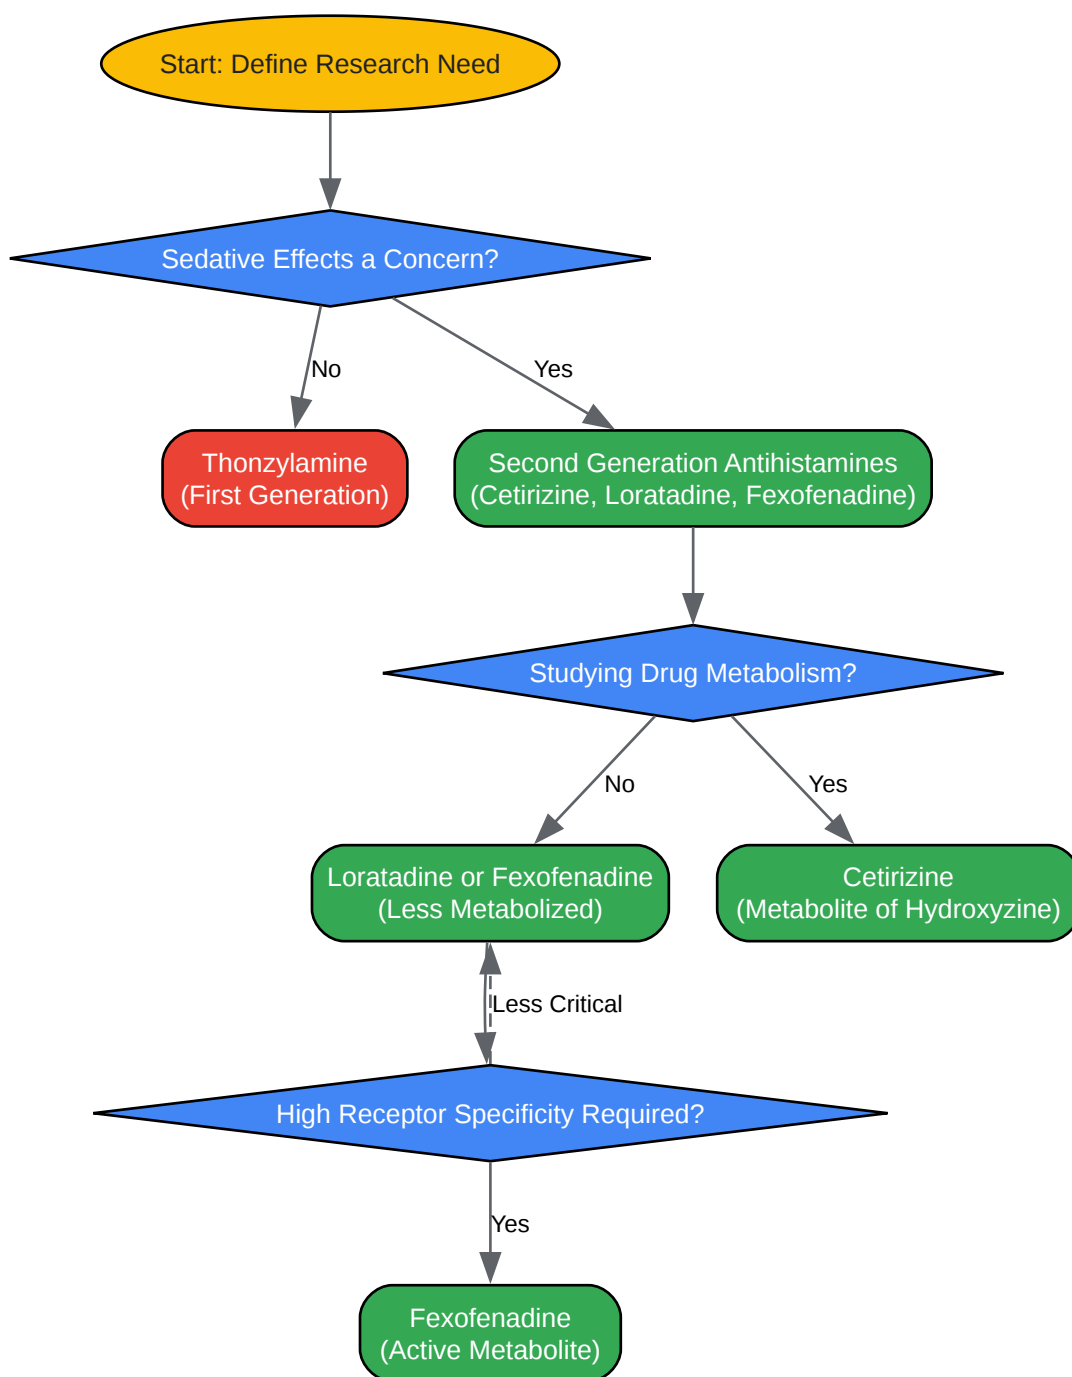 Start: Define Research Need
Sedative Effects a Concern?
No
Yes
Thonzylamine
(First Generation)
Second Generation Antihistamines
(Cetirizine, Loratadine, Fexofenadine)
Studying Drug Metabolism?
No
Yes
Loratadine or Fexofenadine
(Less Metabolized)
Cetirizine
(Metabolite of Hydroxyzine)
Less Critical
High Receptor Specificity Required?
Yes
Fexofenadine
(Active Metabolite)